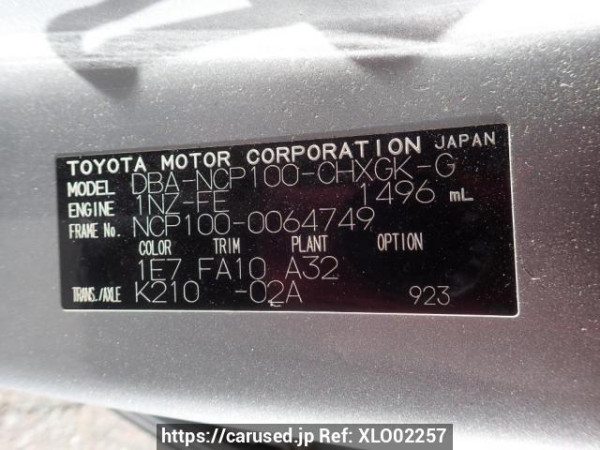 TOYOTA MOTOR CORPORATION JAPAN
MODEL DBA-NCP100-CHXGK-G
ENGINE 1NZ-FE 1496 mL
FRAME No. NCP100-0064749
COLOR TRIM PLANT OPTION
1E7 FA10 A32
TRANS./AXLE K210 -02A 923
https://carused.jp Ref: XLO02257